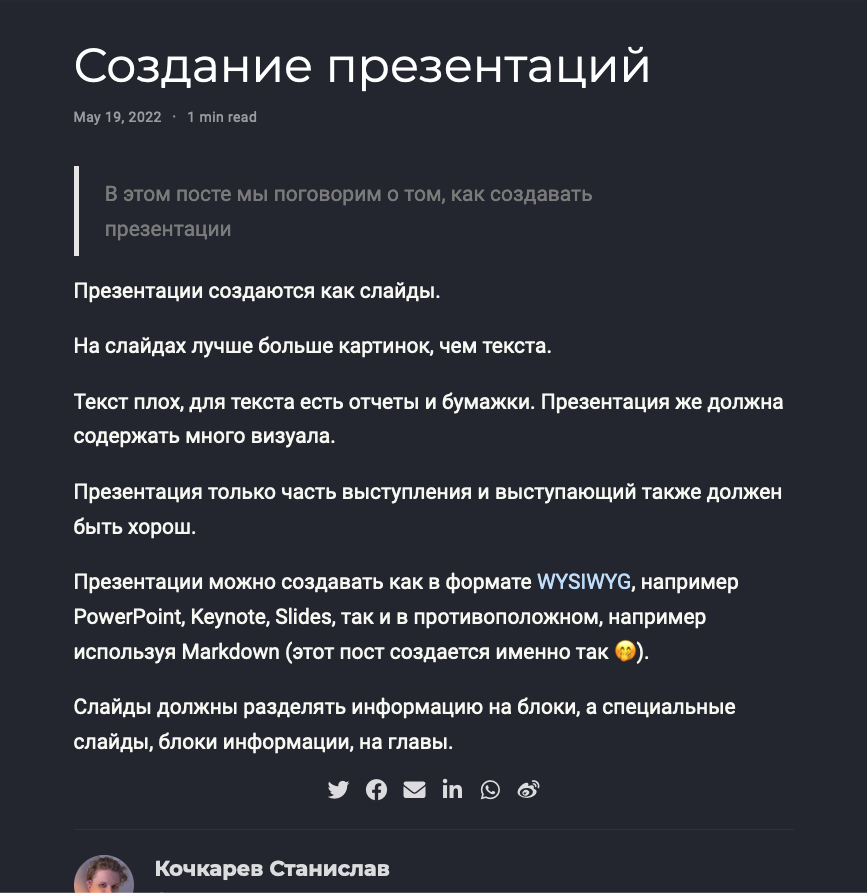 Создание презентаций
May 19, 2022 · 1 min read
В этом посте мы поговорим о том, как создавать
презентации
Презентации создаются как слайды.
На слайдах лучше больше картинок, чем текста.
Текст плох, для текста есть отчеты и бумажки. Презентация же должна
содержать много визуала.
Презентация только часть выступления и выступающий также должен
быть хорош.
Презентации можно создавать как в формате WYSIWYG, например
PowerPoint, Keynote, Slides, так и в противоположном, например
используя Markdown (этот пост создается именно так 🤭).
Слайды должны разделять информацию на блоки, а специальные
слайды, блоки информации, на главы.
Кочкарев Станислав